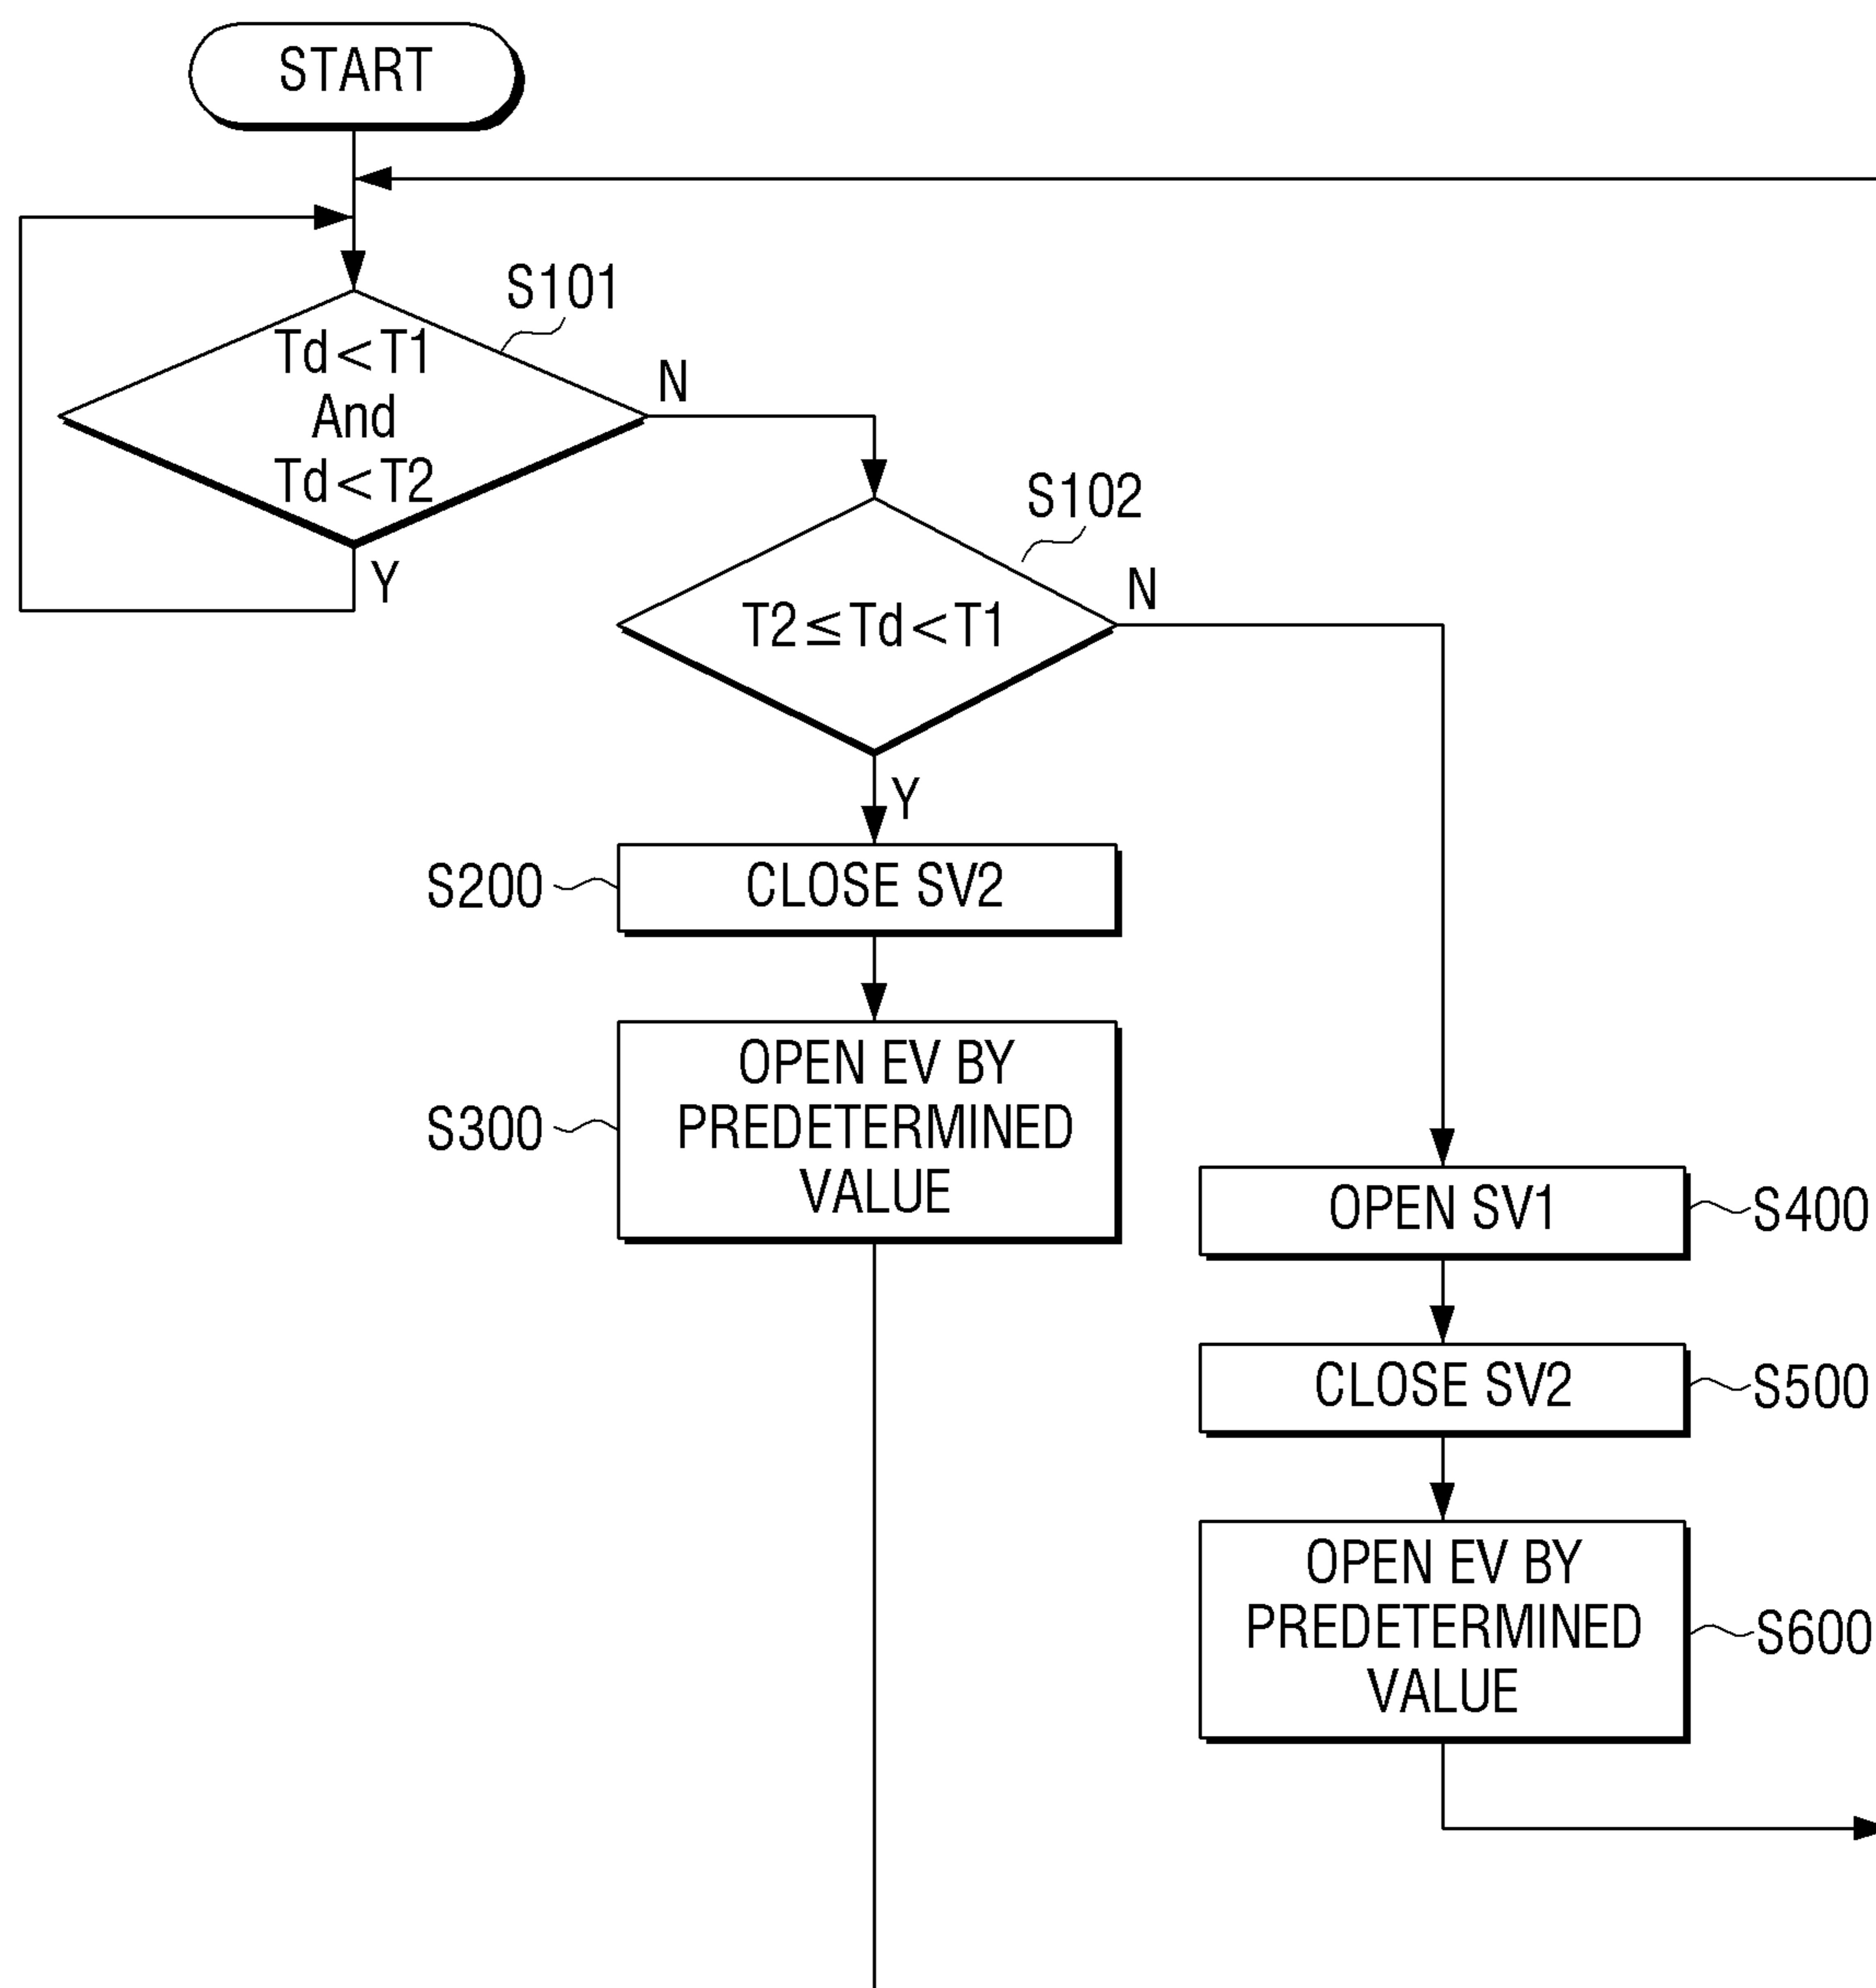 START
S101
Td<T1
And
Td<T2
N
Y
S102
T2≤Td<T1
N
Y
S200
CLOSE SV2
S300
OPEN EV BY
PREDETERMINED
VALUE
OPEN SV1
S400
CLOSE SV2
S500
OPEN EV BY
PREDETERMINED
VALUE
S600